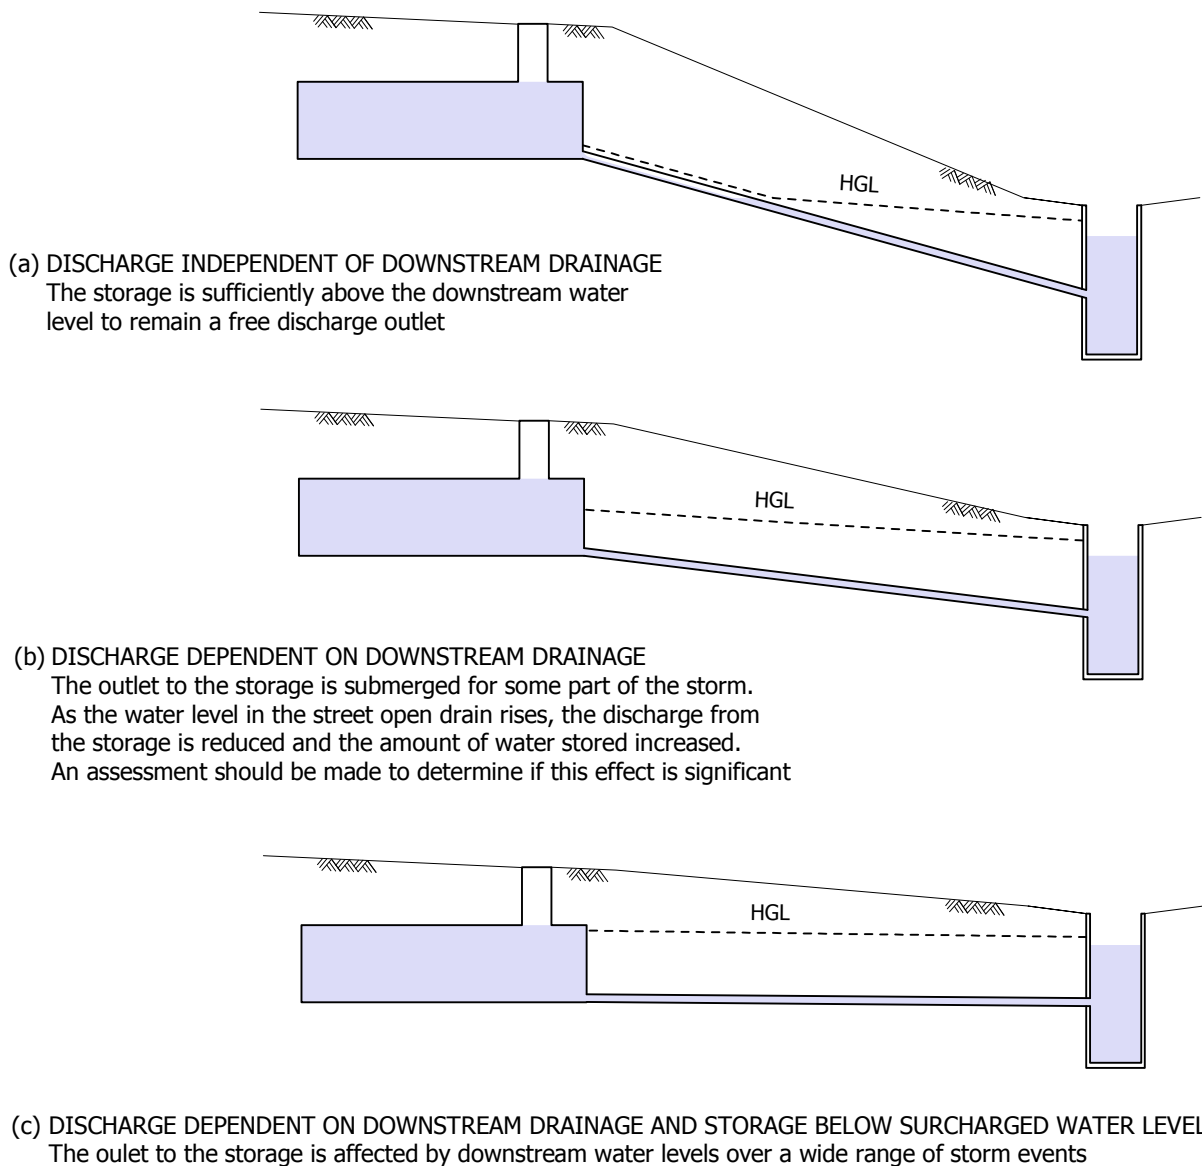 HGL
(a) DISCHARGE INDEPENDENT OF DOWNSTREAM DRAINAGE
The storage is sufficiently above the downstream water
level to remain a free discharge outlet
HGL
(b) DISCHARGE DEPENDENT ON DOWNSTREAM DRAINAGE
The outlet to the storage is submerged for some part of the storm.
As the water level in the street open drain rises, the discharge from
the storage is reduced and the amount of water stored increased.
An assessment should be made to determine if this effect is significant
HGL
(c) DISCHARGE DEPENDENT ON DOWNSTREAM DRAINAGE AND STORAGE BELOW SURCHARGED WATER LEVEL
The oulet to the storage is affected by downstream water levels over a wide range of storm events